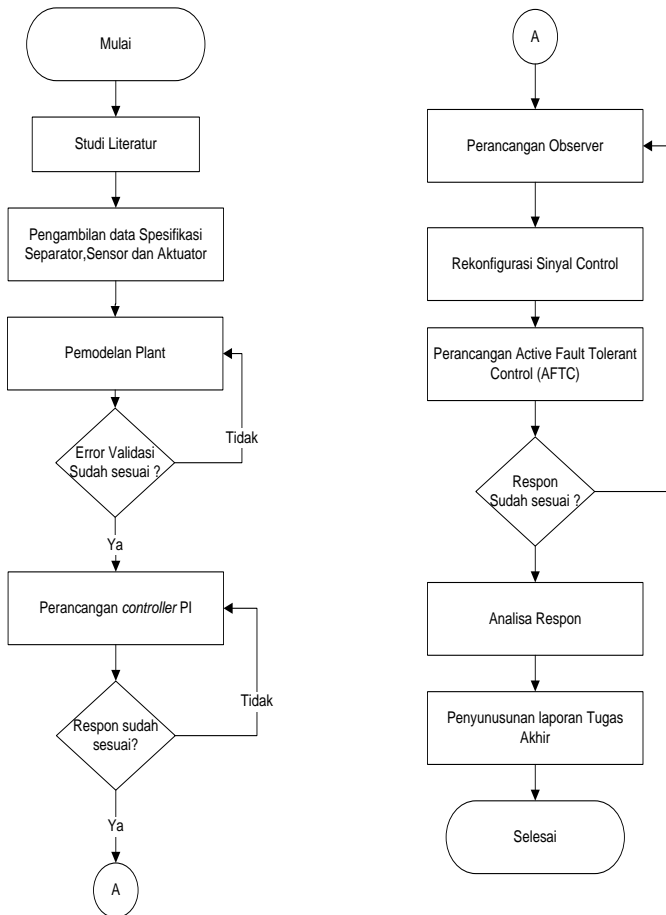 Mulai
Studi Literatur
Pengambilan data Spesifikasi
Separator,Sensor dan Aktuator
Pemodelan Plant
Error Validasi
Sudah sesuai ?
Tidak
Ya
Perancangan controller PI
Respon sudah
sesuai?
Tidak
Ya
A
A
Perancangan Observer
Rekonfigurasi Sinyal Control
Perancangan Active Fault Tolerant
Control (AFTC)
Respon
Sudah sesuai ?
Analisa Respon
Penyunusunan laporan Tugas
Akhir
Selesai